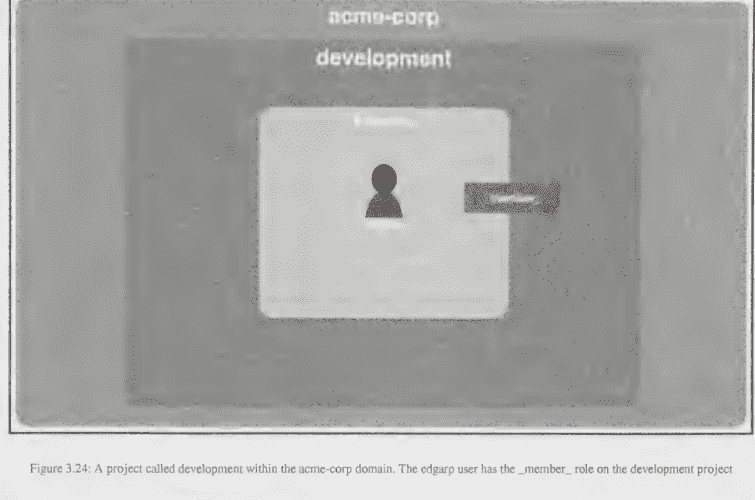 acme-corp
development
Figure 3.24: A project called development within the acme-corp domain. The edgarp user has the _member_ role on the development project